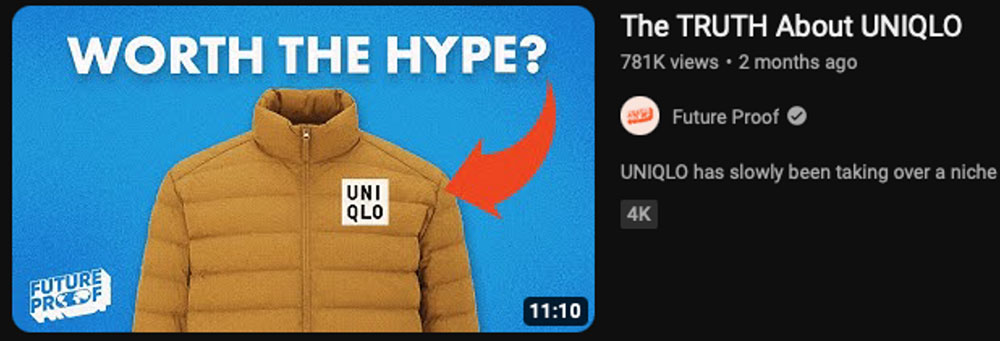 WORTH THE HYPE?
UNI
QLO
FUTURE
PROOF
11:10
The TRUTH About UNIQLO
781K views • 2 months ago
Future Proof
UNIQLO has slowly been taking over a niche
4K